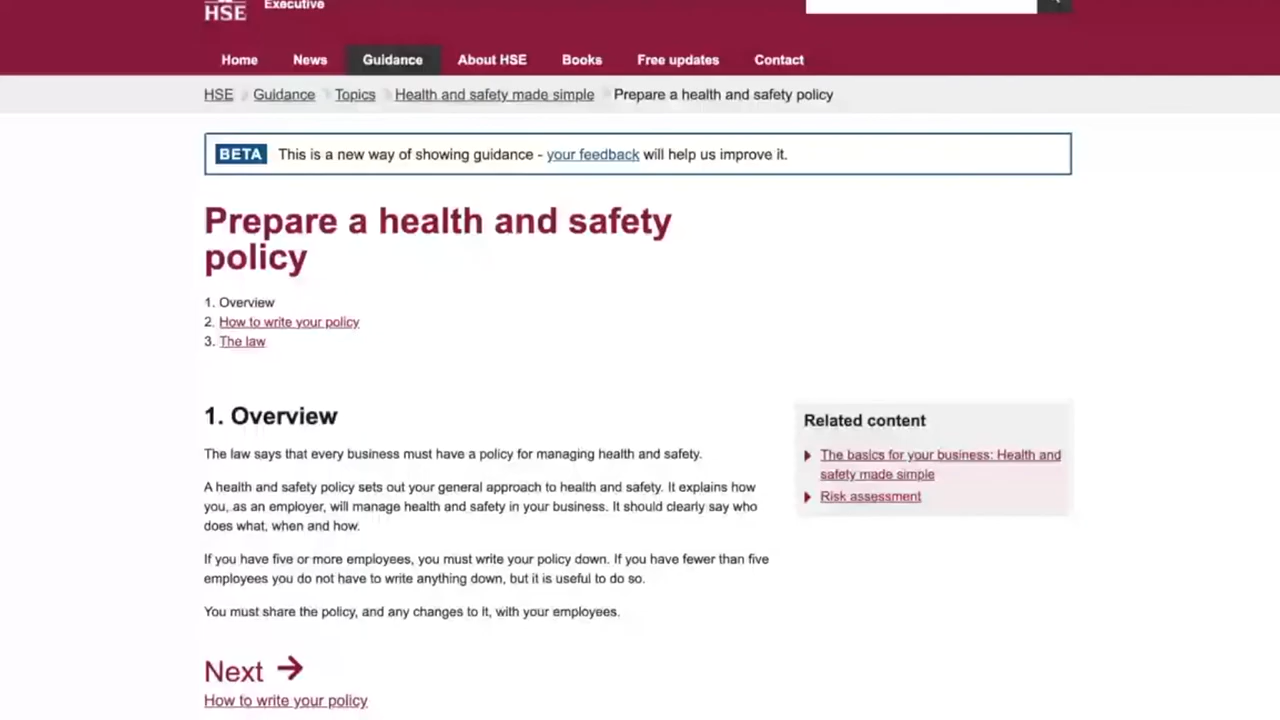 HSE
Executive
Home News Guidance About HSE Books Free updates Contact
HSE Guidance Topics Health and safety made simple Prepare a health and safety policy
BETA This is a new way of showing guidance - your feedback will help us improve it.
Prepare a health and safety
policy
1. Overview
2. How to write your policy
3. The law
1. Overview
The law says that every business must have a policy for managing health and safety.
A health and safety policy sets out your general approach to health and safety. It explains how
you, as an employer, will manage health and safety in your business. It should clearly say who
does what, when and how.
If you have five or more employees, you must write your policy down. If you have fewer than five
employees you do not have to write anything down, but it is useful to do so.
You must share the policy, and any changes to it, with your employees.
Next
How to write your policy
Related content
The basics for your business: Health and
safety made simple
Risk assessment